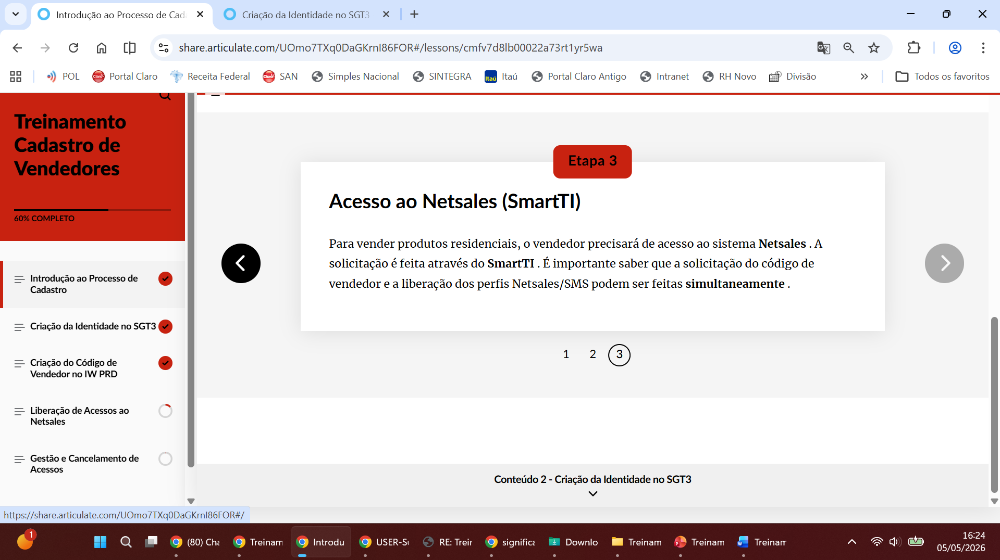 Introdução ao Processo de Cad
Criação da Identidade no SGT3
share.articulate.com/UOmo7TXq0DaGKrnI86FOR#/lessons/cmfv7d8lb00022a73rt1yr5wa
POL
Portal Claro
Receita Federal
SAN
Simples Nacional
SINTEGRA
Itaú
Itaú
Portal Claro Antigo
Intranet
RH Novo
Divisão
Todos os favoritos
Treinamento
Cadastro de
Vendedores
60% COMPLETO
Introdução ao Processo de
Cadastro
Criação da Identidade no SGT3
Criação do Código de
Vendedor no IW PRD
Liberação de Acessos ao
Netsales
Gestão e Cancelamento de
Acessos
Etapa 3
Acesso ao Netsales (SmartTI)
Para vender produtos residenciais, o vendedor precisará de acesso ao sistema Netsales . A
solicitação é feita através do SmartTI . É importante saber que a solicitação do código de
vendedor e a liberação dos perfis Netsales/SMS podem ser feitas simultaneamente .
1 2 3
Conteúdo 2 - Criação da Identidade no SGT3
https://share.articulate.com/UOmo7TXq0DaGKrnI86FOR#/
1
(80) Cha
Treinam
Introdu
USER-Su
RE: Trein
significa
Downlo
Treinam
Treinam
Treinam
16:24
05/05/2026